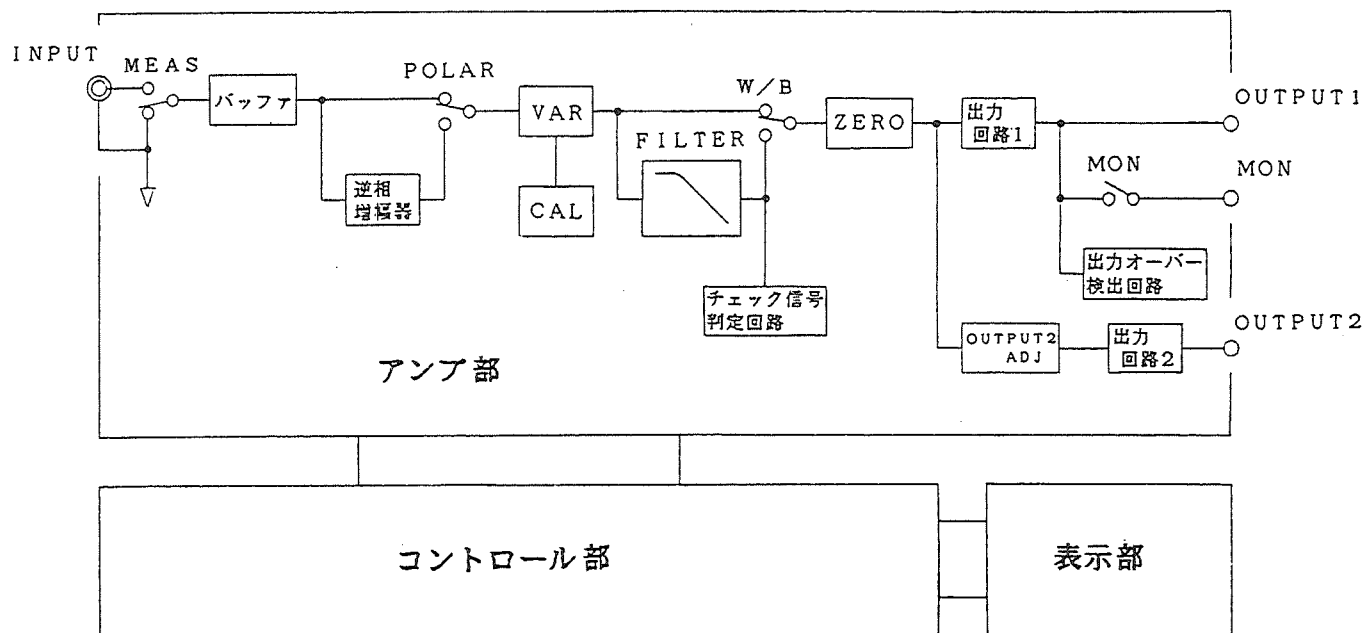 INPUT
MEAS
バッファ
POLAR
逆相
増幅器
VAR
CAL
FILTER
W/B
チェック信号
判定回路
ZERO
出力
回路1
OUTPUT1
MON
MON
出力オーバー
検出回路
OUTPUT2
ADJ
出力
回路2
OUTPUT2
アンプ部
コントロール部
表示部